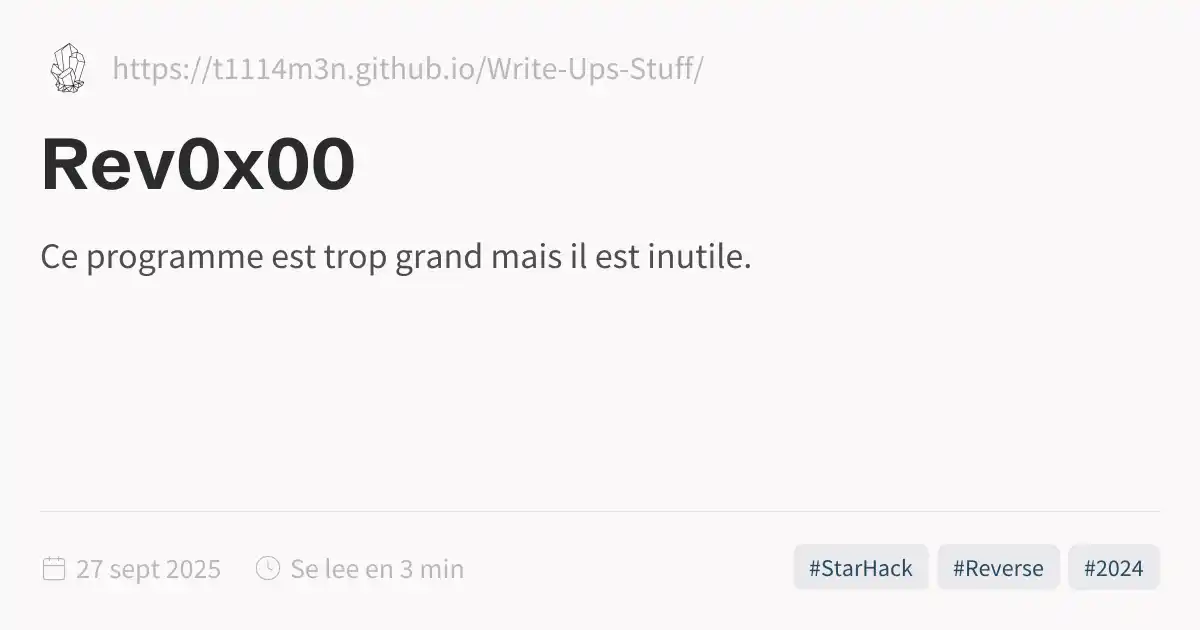 https://t1114m3n.github.io/Write-Ups-Stuff/
Rev0x00
Ce programme est trop grand mais il est inutile.
27 sept 2025
Se lee en 3 min
#StarHack
#Reverse
#2024